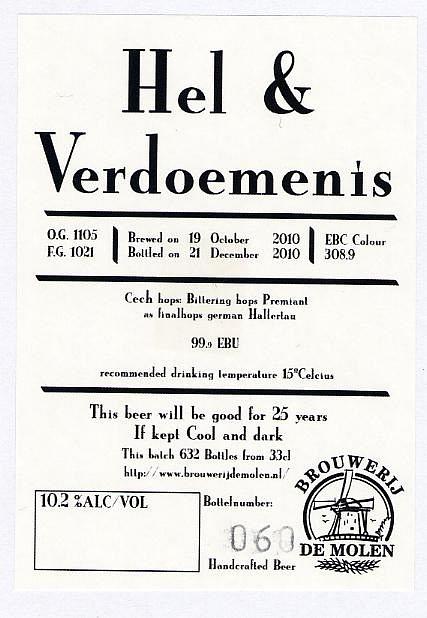 Hel &
Verdoemenis
O.G. 1105
F.G. 1021
Brewed on 19 October 2010
Bottled on 21 December 2010
EBC Colour
308.9
Cech hops: Bittering hops Premiant
as finalhops german Hallertau
99.9 EBU
recommended drinking temperature 15°Celcius
This beer will be good for 25 years
If kept Cool and dark
This batch 632 Bottles from 33cl
http://www.brouwerijdemolen.nl/
10.2 %ALC/VOL
Bottelnumber:
060
Handcrafted Beer
BROUWERIJ
DE MOLEN